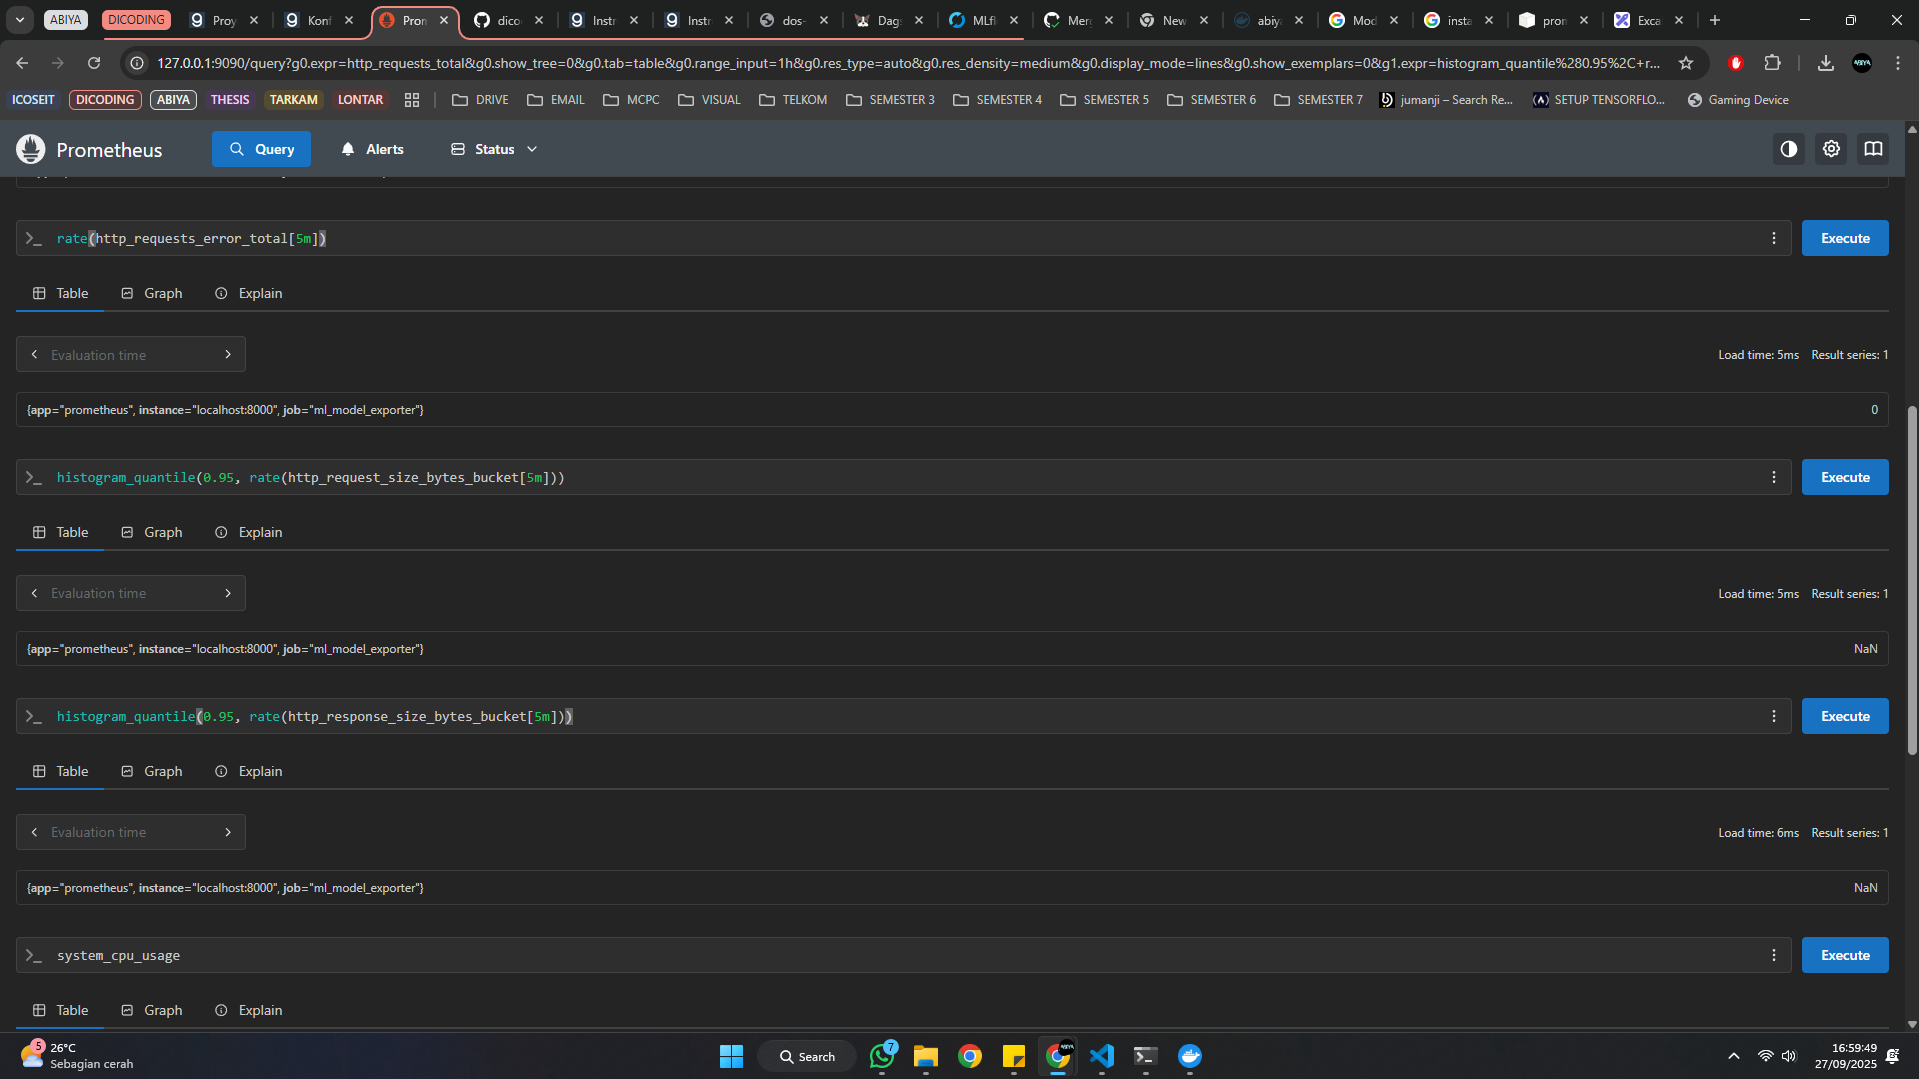 ABIYA DICODING Proy Konf Pron dico Instr Instr dos- Dags MLfl Merg New abiy Mod insta pron Exca
127.0.0.1:9090/query?g0.expr=http_requests_total&g0.show_tree=0&g0.tab=table&g0.range_input=1h&g0.res_type=auto&g0.res_density=medium&g0.display_mode=lines&g0.show_exemplars=0&g1.expr=histogram_quantile%280.95%2C+r...
ICOSEIT DICODING ABIYA THESIS TARKAM LONTAR DRIVE EMAIL MCPC VISUAL TELKOM SEMESTER 3 SEMESTER 4 SEMESTER 5 SEMESTER 6 SEMESTER 7 jumanji – Search Re... SETUP TENSORFLO... Gaming Device
Prometheus Query Alerts Status
>_ rate(http_requests_error_total[5m]) Execute
Table Graph Explain
Evaluation time Load time: 5ms Result series: 1
{app="prometheus", instance="localhost:8000", job="ml_model_exporter"} 0
>_ histogram_quantile(0.95, rate(http_request_size_bytes_bucket[5m])) Execute
Table Graph Explain
Evaluation time Load time: 5ms Result series: 1
{app="prometheus", instance="localhost:8000", job="ml_model_exporter"} NaN
>_ histogram_quantile(0.95, rate(http_response_size_bytes_bucket[5m])) Execute
Table Graph Explain
Evaluation time Load time: 6ms Result series: 1
{app="prometheus", instance="localhost:8000", job="ml_model_exporter"} NaN
>_ system_cpu_usage Execute
Table Graph Explain
5 26°C
Sebagian cerah
Search
7
16:59:49
27/09/2025